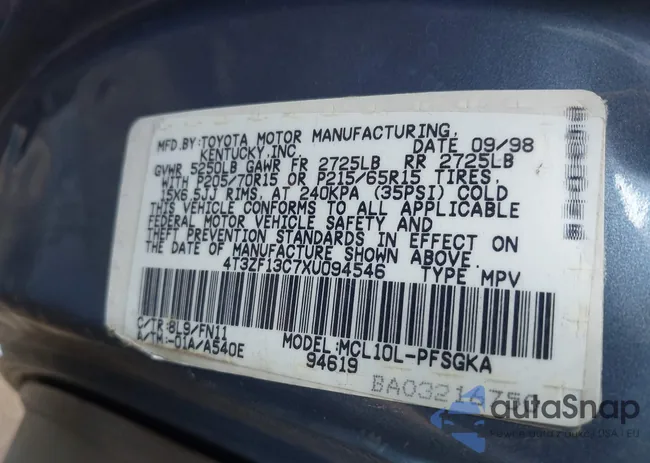 MFD.BY:TOYOTA MOTOR MANUFACTURING,
KENTUCKY,INC. DATE 09/98
GVWR 5250LB GAWR FR 2725LB RR 2725LB
WITH P205/70R15 OR P215/65R15 TIRES,
15X6.5JJ RIMS, AT 240KPA (35PSI) COLD
THIS VEHICLE CONFORMS TO ALL APPLICABLE
FEDERAL MOTOR VEHICLE SAFETY AND
THEFT PREVENTION STANDARDS IN EFFECT ON
THE DATE OF MANUFACTURE SHOWN ABOVE.
4T3ZF13C7XU094546 TYPE MPV
C/TR:8L9/FN11 MODEL:MCL10L-PFSGKA
A/TM:-01A/A540E 94619
autaSnap